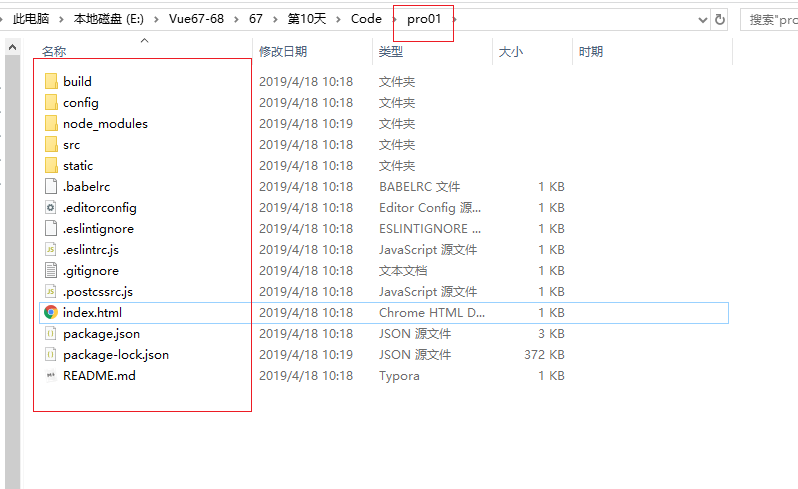 此电脑 › 本地磁盘 (E:) › Vue67-68 › 67 › 第10天 › Code › pro01 ›
搜索"pro
名称 修改日期 类型 大小 时期
build 2019/4/18 10:18 文件夹
config 2019/4/18 10:18 文件夹
node_modules 2019/4/18 10:19 文件夹
src 2019/4/18 10:18 文件夹
static 2019/4/18 10:18 文件夹
.babelrc 2019/4/18 10:18 BABELRC 文件 1 KB
.editorconfig 2019/4/18 10:18 Editor Config 源... 1 KB
.eslintignore 2019/4/18 10:18 ESLINTIGNORE ... 1 KB
.eslintrc.js 2019/4/18 10:18 JavaScript 源文件 1 KB
.gitignore 2019/4/18 10:18 文本文档 1 KB
.postcssrc.js 2019/4/18 10:18 JavaScript 源文件 1 KB
index.html 2019/4/18 10:18 Chrome HTML D... 1 KB
package.json 2019/4/18 10:18 JSON 源文件 3 KB
package-lock.json 2019/4/18 10:19 JSON 源文件 372 KB
README.md 2019/4/18 10:18 Typora 1 KB